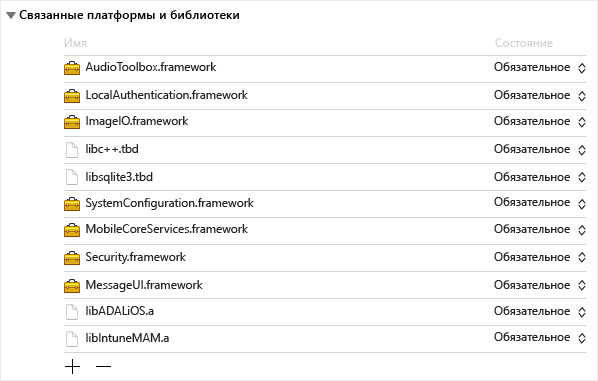 Связанные платформы и библиотеки
Имя Состояние
AudioToolbox.framework Обязательное
LocalAuthentication.framework Обязательное
ImageIO.framework Обязательное
libc++.tbd Обязательное
libsqlite3.tbd Обязательное
SystemConfiguration.framework Обязательное
MobileCoreServices.framework Обязательное
Security.framework Обязательное
MessageUI.framework Обязательное
libADALiOS.a Обязательное
libIntuneMAM.a Обязательное